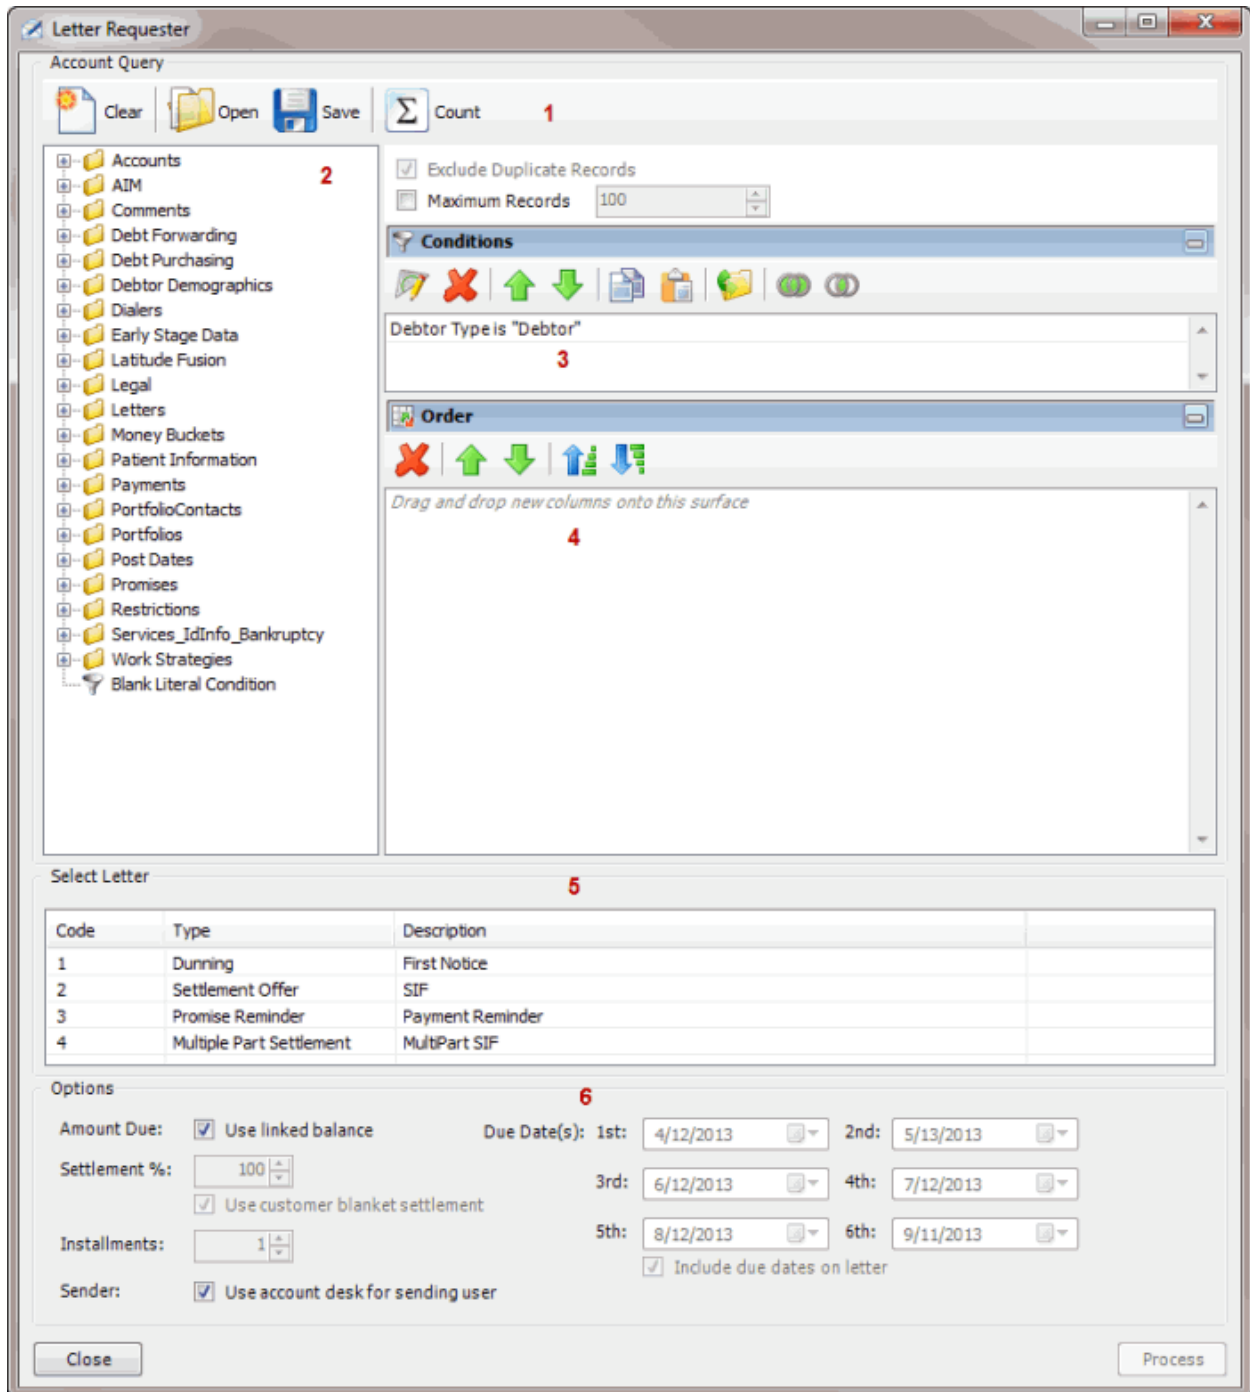 Letter Requester
Account Query
Clear Open Save Count 1
2
Accounts
AIM
Comments
Debt Forwarding
Debt Purchasing
Debtor Demographics
Dialers
Early Stage Data
Latitude Fusion
Legal
Letters
Money Buckets
Patient Information
Payments
PortfolioContacts
Portfolios
Post Dates
Promises
Restrictions
Services_IdInfo_Bankruptcy
Work Strategies
Blank Literal Condition
Exclude Duplicate Records
Maximum Records 100
Conditions
Debtor Type is "Debtor"
3
Order
Drag and drop new columns onto this surface
4
Select Letter 5
Code Type Description
1 Dunning First Notice
2 Settlement Offer SIF
3 Promise Reminder Payment Reminder
4 Multiple Part Settlement MultiPart SIF
Options 6
Amount Due: Use linked balance Due Date(s): 1st: 4/12/2013 2nd: 5/13/2013
Settlement %: 100 3rd: 6/12/2013 4th: 7/12/2013
Use customer blanket settlement
Installments: 1 5th: 8/12/2013 6th: 9/11/2013
Include due dates on letter
Sender: Use account desk for sending user
Close Process